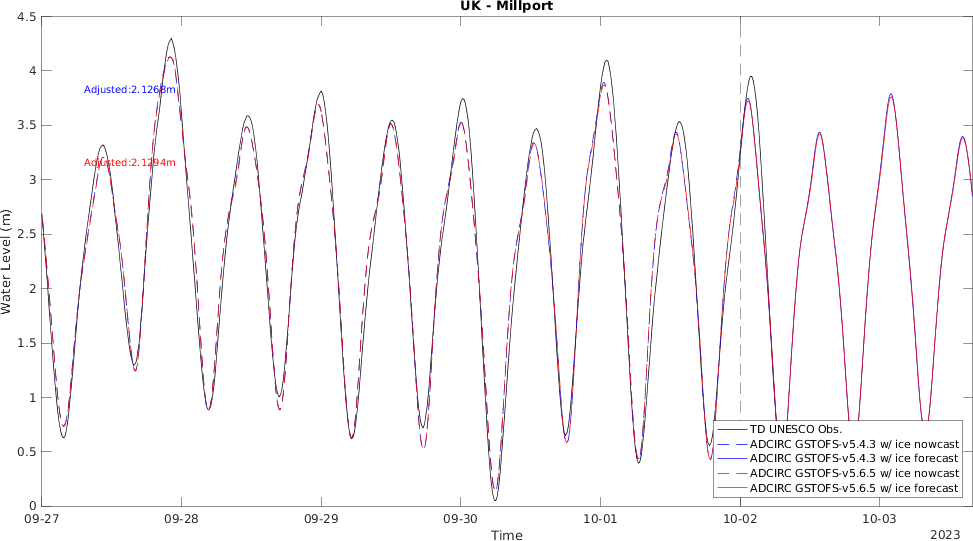 UK - Millport
4.5
4
3.5
3
2.5
2
1.5
1
0.5
0
Water Level (m)
Adjusted:2.1268m
Adjusted:2.1294m
TD UNESCO Obs.
ADCIRC GSTOFS-v5.4.3 w/ ice nowcast
ADCIRC GSTOFS-v5.4.3 w/ ice forecast
ADCIRC GSTOFS-v5.6.5 w/ ice nowcast
ADCIRC GSTOFS-v5.6.5 w/ ice forecast
09-27 09-28 09-29 09-30 10-01 10-02 10-03
Time
2023